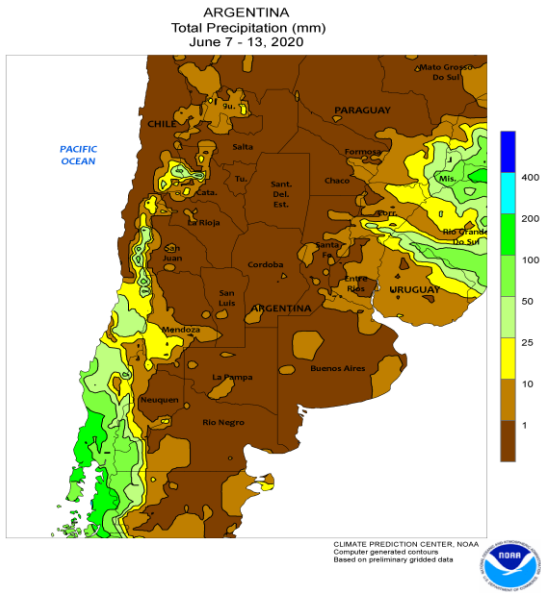 ARGENTINA
Total Precipitation (mm)
June 7 - 13, 2020
Mato Grosso
Do Sul
Ju.
PARAGUAY
CHILE
PACIFIC
OCEAN
Salta
Formosa
Tu.
Chaco
Mis.
Cata.
Sant.
Del.
Est.
Corr.
La Rioja
Rio Grande
Do Sul
San
Juan
Santa
Fe
Cordoba
Entre
Rios
San
Luis
URUGUAY
ARGENTINA
Mendoza
Buenos Aires
La Pampa
Neuquen
Rio Negro
400
200
100
50
25
10
1
CLIMATE PREDICTION CENTER, NOAA
Computer generated contours
Based on preliminary gridded data
NOAA